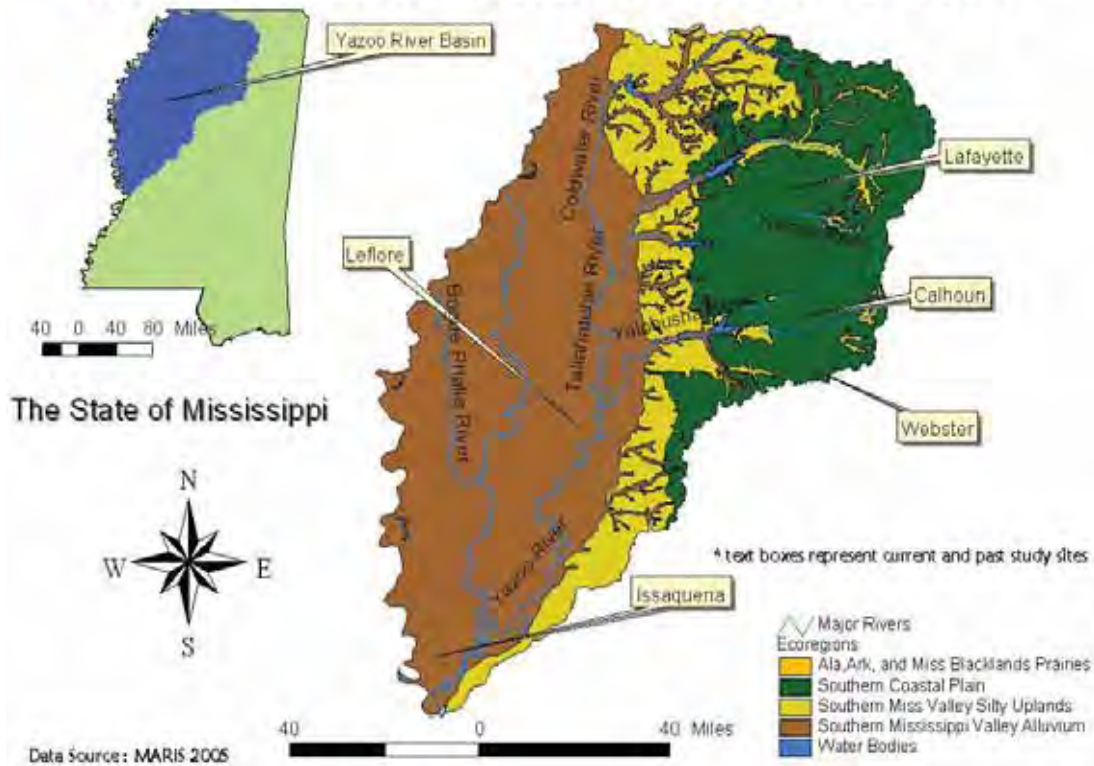 Yazoo River Basin
Coldwater River
Lafayette
Leflore
Bogue Phalia River
Tallahatchie River
Calhoun
40 0 40 80 Miles
Yalobusha
The State of Mississippi
Webster
N
W E
S
Yazoo River
Issaquena
* text boxes represent current and past study sites
Major Rivers
Ecoregions
Ala,Ark, and Miss Blacklands Prairies
Southern Coastal Plain
Southern Miss Valley Silty Uplands
Southern Mississippi Valley Alluvium
Water Bodies
40 0 40 Miles
Data Source: MARIS 2005